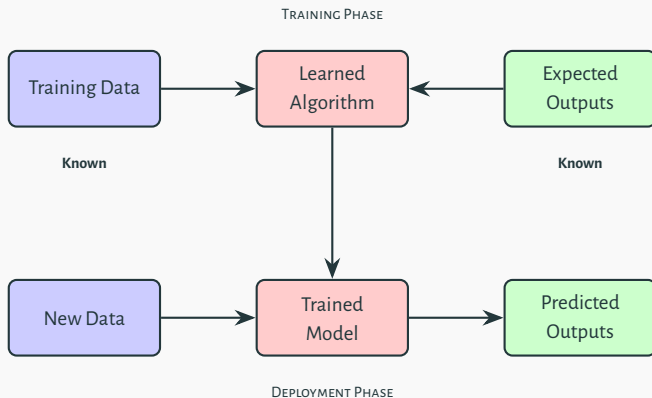 Training Phase
Training Data
Learned
Algorithm
Expected
Outputs
Known
Known
New Data
Trained
Model
Predicted
Outputs
Deployment Phase